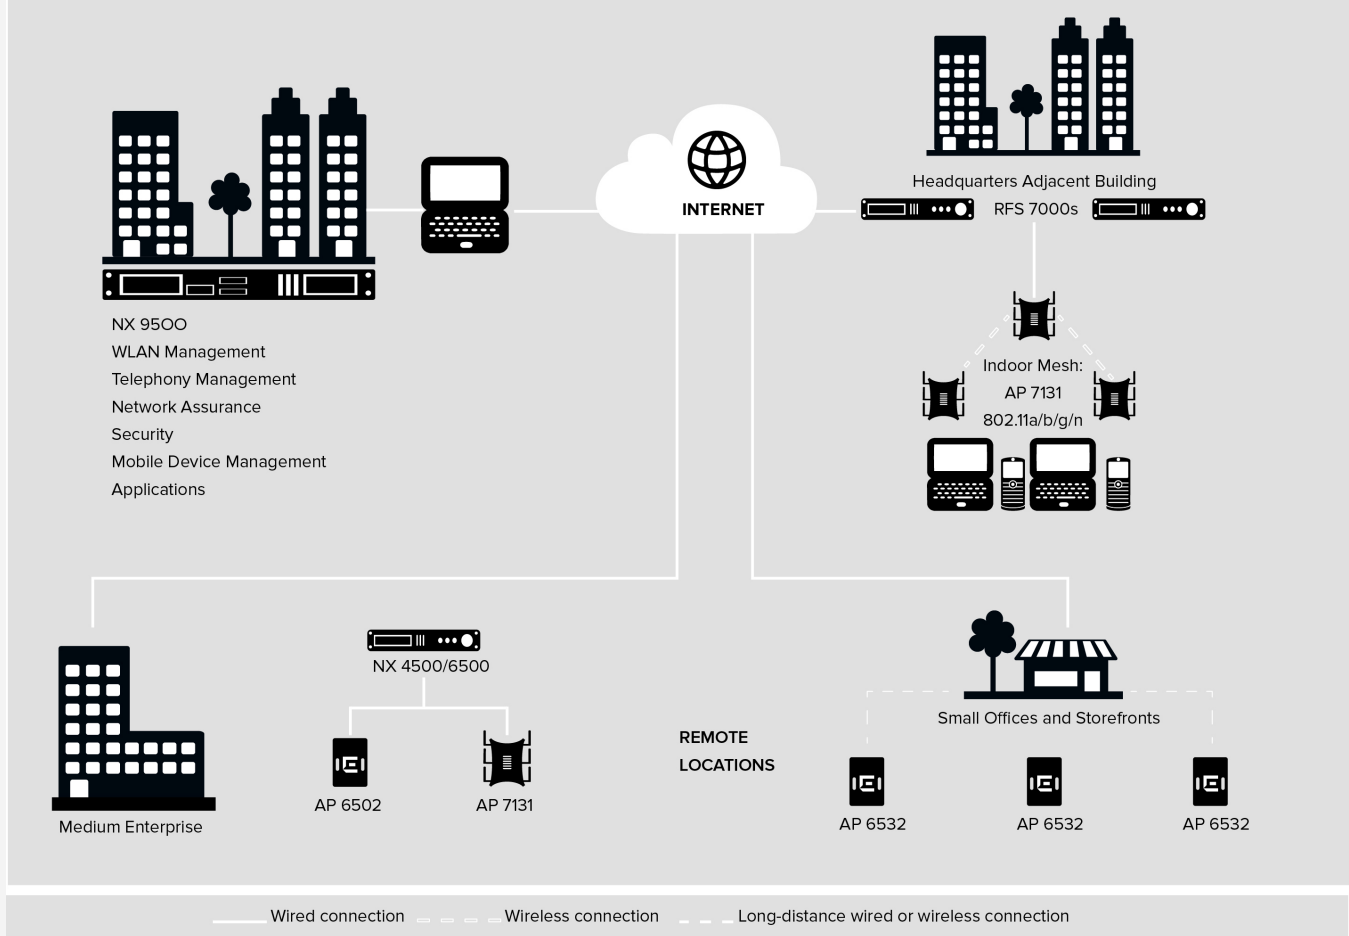 INTERNET
Headquarters Adjacent Building
RFS 7000s
NX 9500
WLAN Management
Telephony Management
Network Assurance
Security
Mobile Device Management
Applications
Indoor Mesh:
AP 7131
802.11a/b/g/n
NX 4500/6500
AP 6502
AP 7131
Medium Enterprise
REMOTE
LOCATIONS
Small Offices and Storefronts
AP 6532
AP 6532
AP 6532
Wired connection
Wireless connection
Long-distance wired or wireless connection